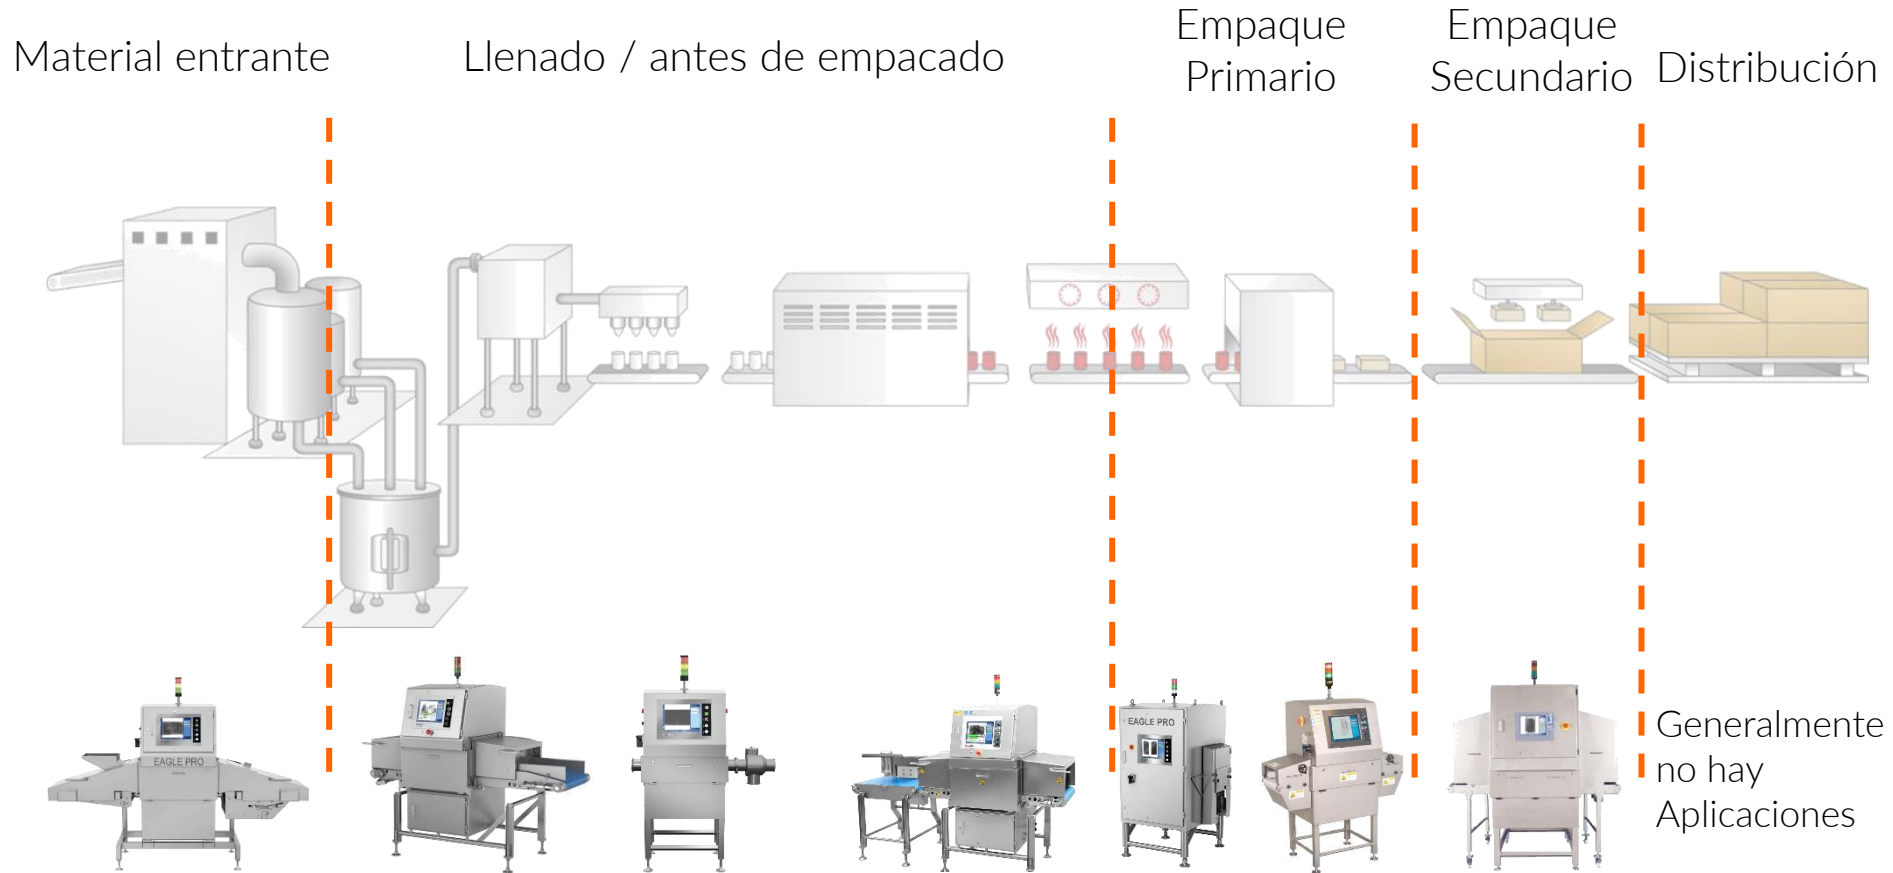 Material entrante
Llenado / antes de empacado
Empaque
Primario
Empaque
Secundario
Distribución
EAGLE PRO
EAGLE PRO
Generalmente
no hay
Aplicaciones